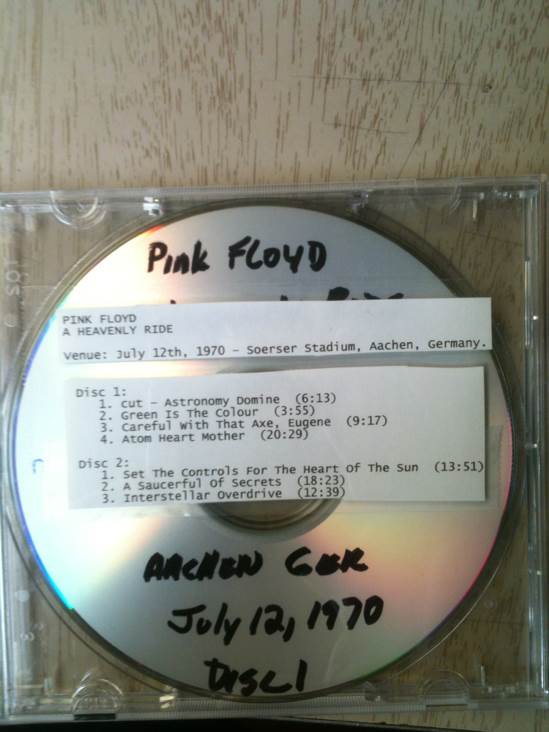 Pink FLOYD
PINK FLOYD
A HEAVENLY RIDE
Venue: July 12th, 1970 - Soerser Stadium, Aachen, Germany.
Disc 1:
1. cut - Astronomy Domine (6:13)
2. Green Is The Colour (3:55)
3. Careful With That Axe, Eugene (9:17)
4. Atom Heart Mother (20:29)
Disc 2:
1. Set The Controls For The Heart of The Sun (13:51)
2. A Saucerful of Secrets (18:23)
3. Interstellar Overdrive (12:39)
AACHEN GER
July 12, 1970
DISC 1